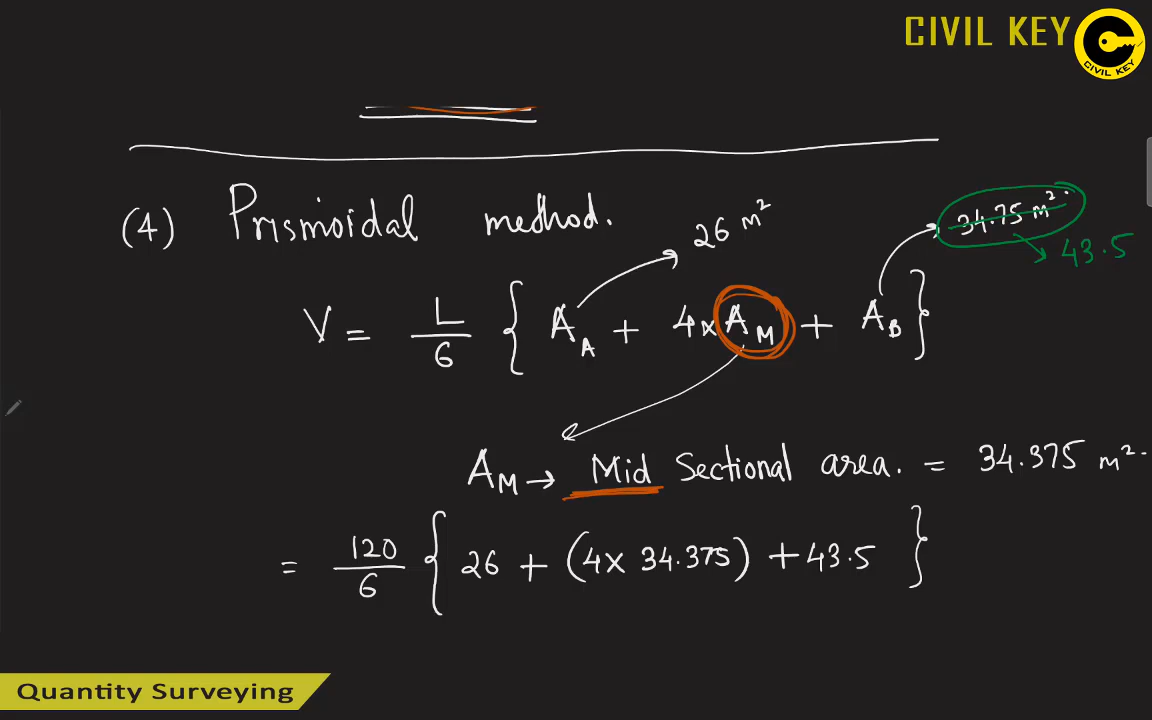 CIVIL KEY
CIVIL KEY
(4) Prismoidal method.
26 m²
34.75 m²
43.5
V = L/6 { A_A + 4 x A_M + A_B }
A_M → Mid Sectional area. = 34.375 m².
= 120/6 { 26 + (4 x 34.375) + 43.5 }
Quantity Surveying